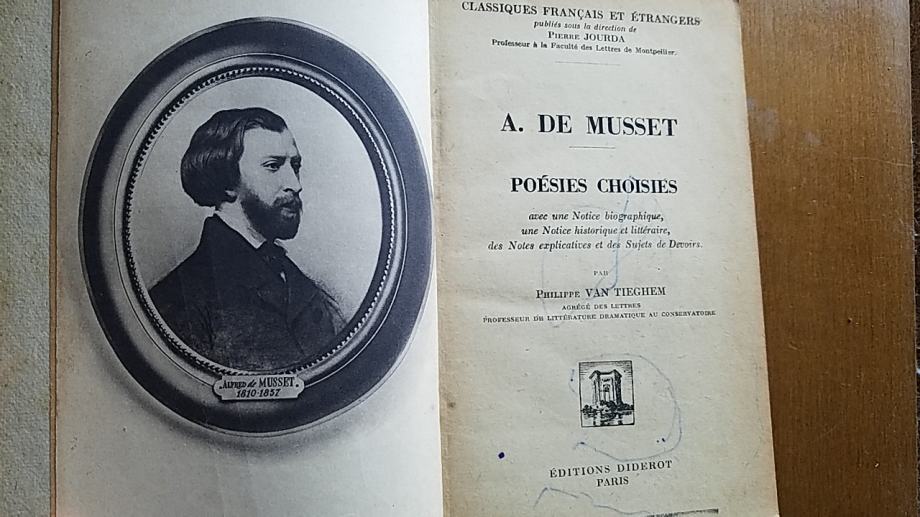 ALFRED de MUSSET
1810-1857
CLASSIQUES FRANÇAIS ET ÉTRANGERS
publiés sous la direction de
PIERRE JOURDA
Professeur à la Faculté des Lettres de Montpellier.
A. DE MUSSET
POÉSIES CHOISIES
avec une Notice biographique,
une Notice historique et littéraire,
des Notes explicatives et des Sujets de Devoirs.
PAR
PHILIPPE VAN TIEGHEM
AGRÉGÉ DES LETTRES
PROFESSEUR DE LITTÉRATURE DRAMATIQUE AU CONSERVATOIRE
ÉDITIONS DIDEROT
PARIS